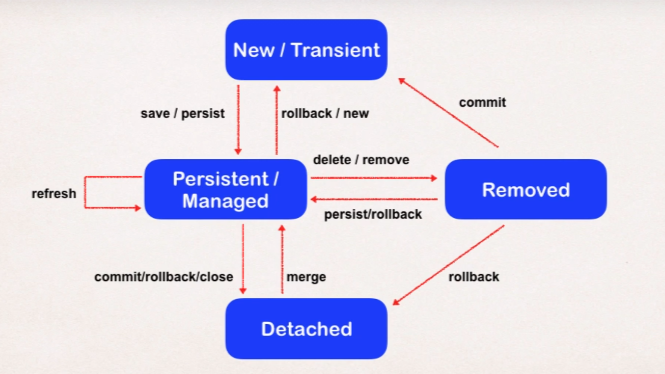 New / Transient
save / persist
rollback / new
commit
delete / remove
Persistent /
Managed
Removed
refresh
persist/rollback
commit/rollback/close
merge
rollback
Detached